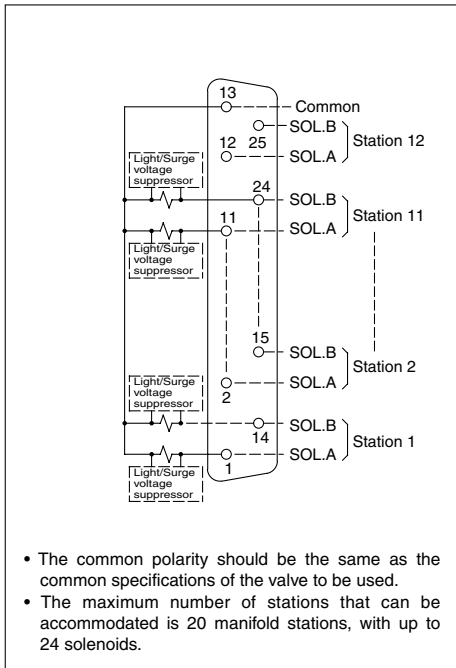 13
Common
SOL.B
12 25
Station 12
SOL.A
Light/Surge
voltage
suppressor
24
SOL.B
11
Station 11
SOL.A
Light/Surge
voltage
suppressor
15
SOL.B
Station 2
2
SOL.A
Light/Surge
voltage
suppressor
SOL.B
14
Station 1
1
SOL.A
Light/Surge
voltage
suppressor
• The common polarity should be the same as the
common specifications of the valve to be used.
• The maximum number of stations that can be
accommodated is 20 manifold stations, with up to
24 solenoids.